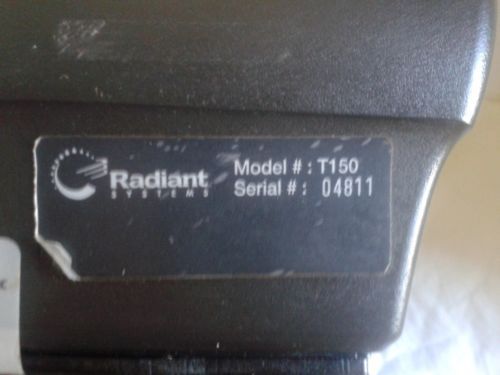 Radiant
SYSTEMS
Model # : T150
Serial # : 04811